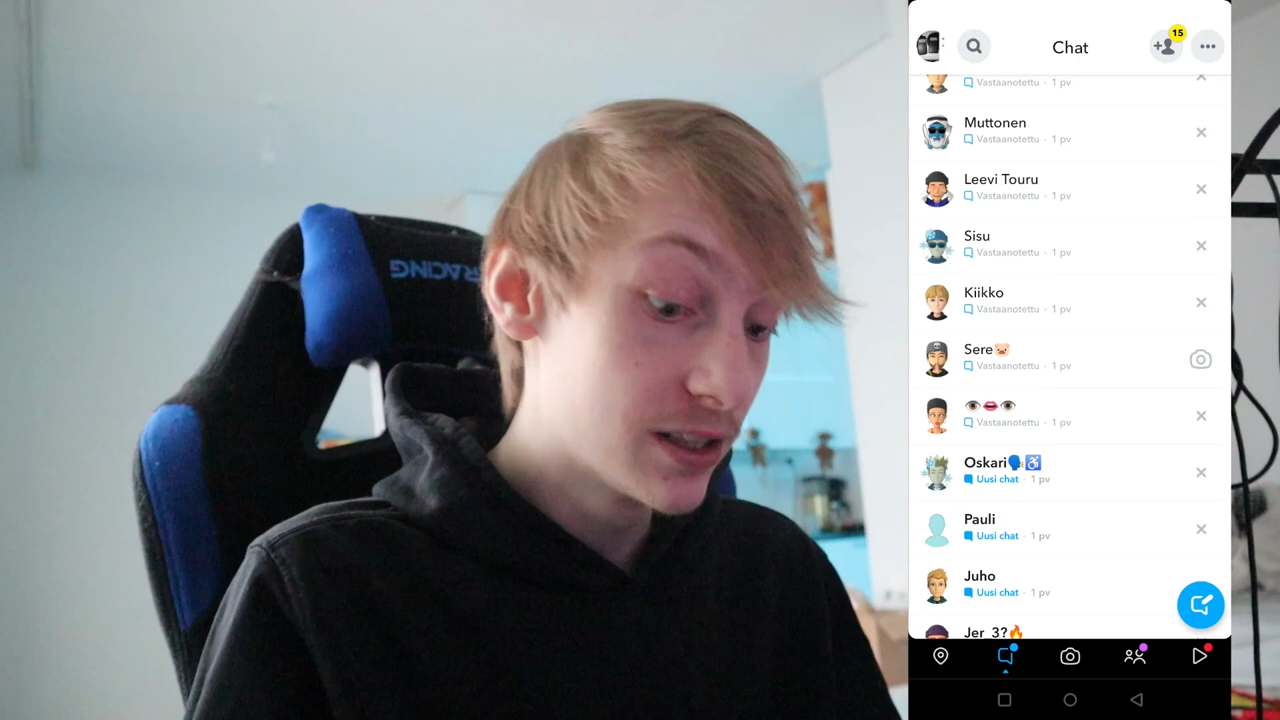 RACING
15
Chat
Vastaanotettu · 1 pv
Muttonen
Vastaanotettu · 1 pv
Leevi Touru
Vastaanotettu · 1 pv
Sisu
Vastaanotettu · 1 pv
Kiikko
Vastaanotettu · 1 pv
Sere🐷
Vastaanotettu · 1 pv
👁️👄👁️
Vastaanotettu · 1 pv
Oskari🗣️♿
Uusi chat · 1 pv
Pauli
Uusi chat · 1 pv
Juho
Uusi chat · 1 pv
Jer_3?🔥